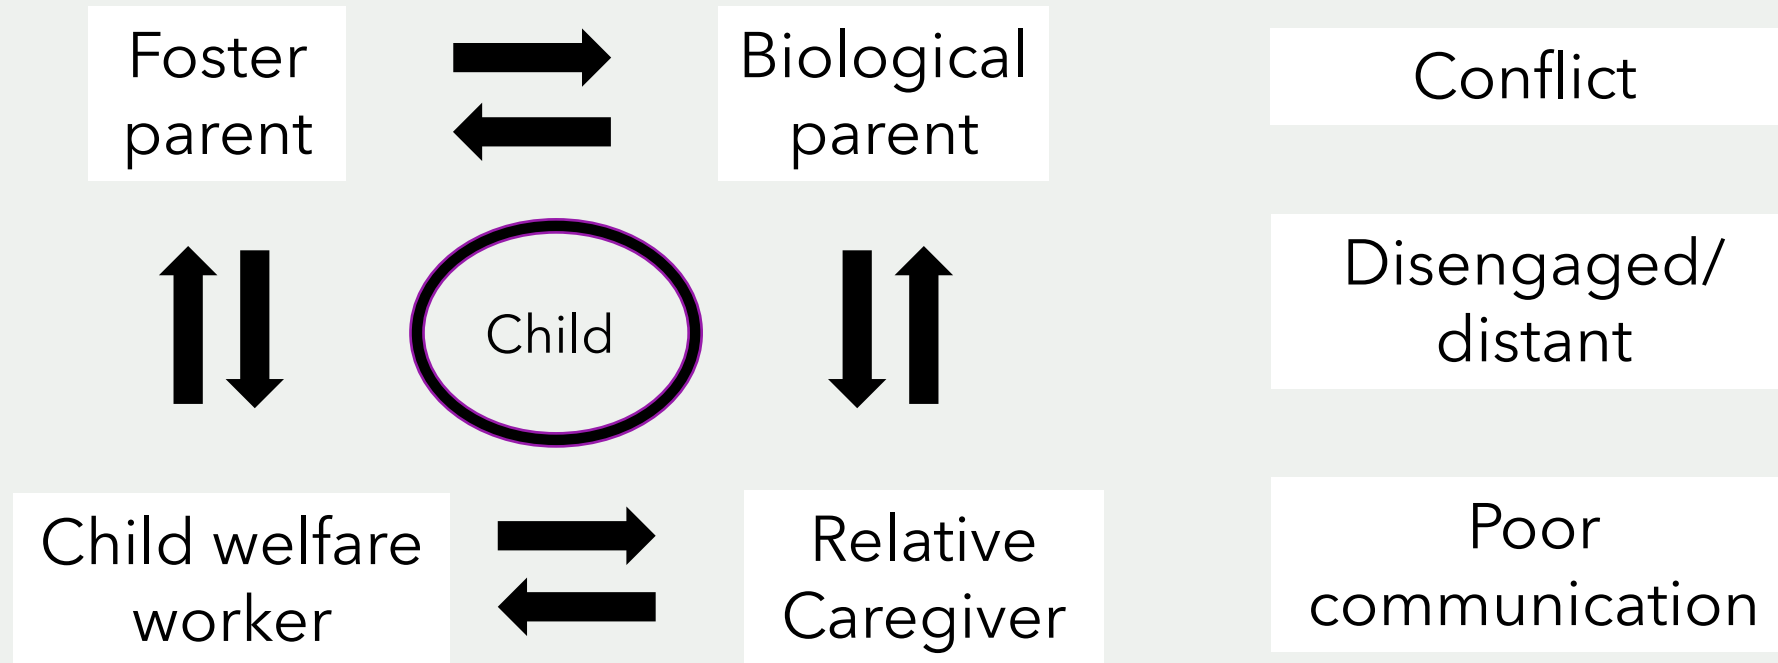 Foster
parent
Biological
parent
Conflict
Child
Disengaged/
distant
Child welfare
worker
Relative
Caregiver
Poor
communication